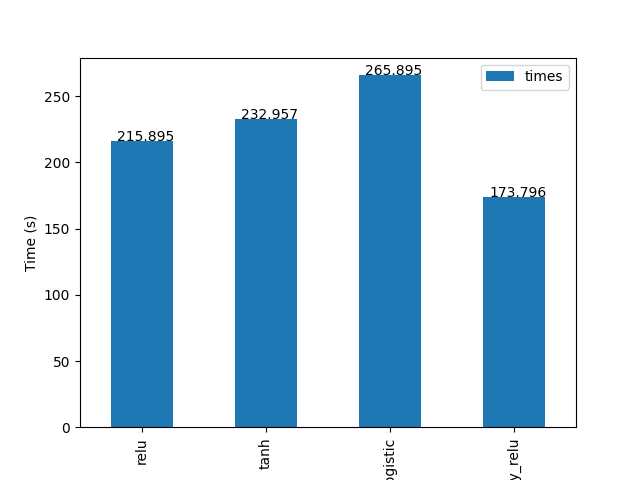 265.895
times
250
232.957
215.895
200
173.796
150
Time (s)
100
50
0
relu
tanh
ogistic
y_relu